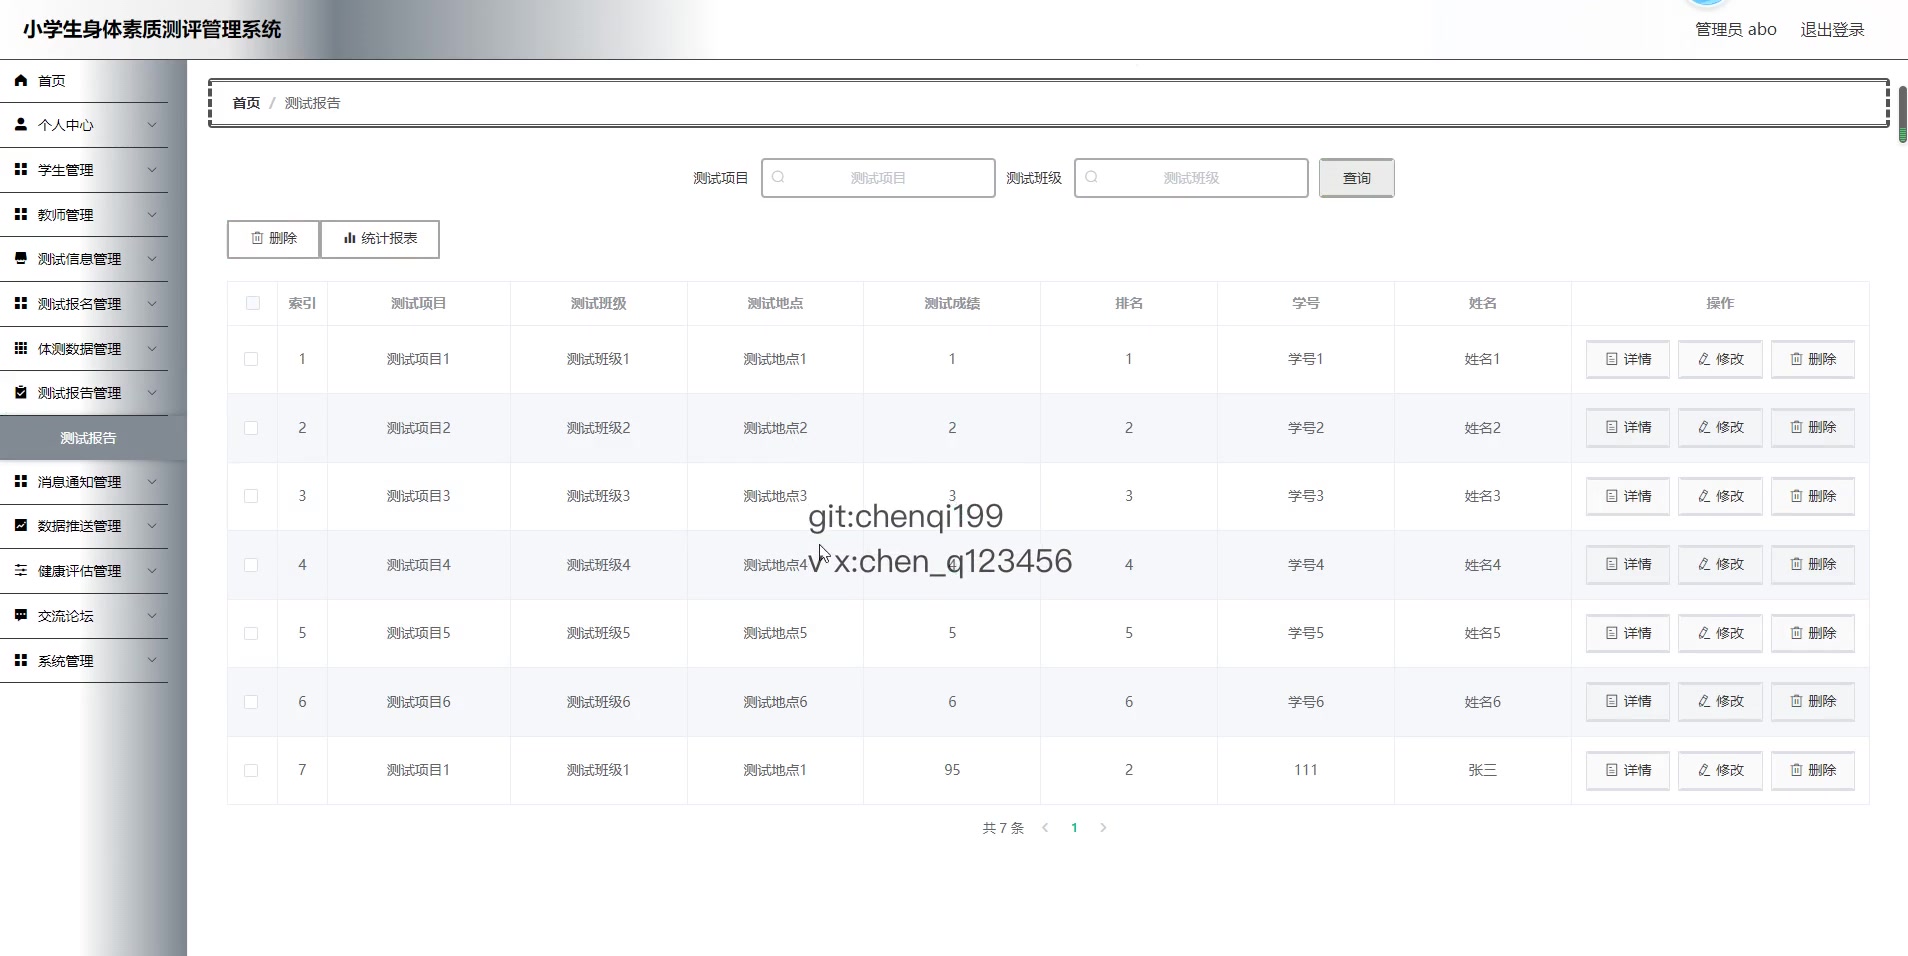 小学生身体素质测评管理系统
管理员 abo 退出登录
首页
个人中心
学生管理
教师管理
测试信息管理
测试报名管理
体测数据管理
测试报告管理
测试报告
消息通知管理
数据推送管理
健康评估管理
交流论坛
系统管理
首页 / 测试报告
测试项目 测试项目 测试班级 测试班级 查询
删除 统计报表
索引 测试项目 测试班级 测试地点 测试成绩 排名 学号 姓名 操作
1 测试项目1 测试班级1 测试地点1 1 1 学号1 姓名1 详情 修改 删除
2 测试项目2 测试班级2 测试地点2 2 2 学号2 姓名2 详情 修改 删除
3 测试项目3 测试班级3 测试地点3 3 3 学号3 姓名3 详情 修改 删除
git:chenqi199
4 测试项目4 测试班级4 测试地点4 4 4 学号4 姓名4 详情 修改 删除
v x:chen_q123456
5 测试项目5 测试班级5 测试地点5 5 5 学号5 姓名5 详情 修改 删除
6 测试项目6 测试班级6 测试地点6 6 6 学号6 姓名6 详情 修改 删除
7 测试项目1 测试班级1 测试地点1 95 2 111 张三 详情 修改 删除
共 7 条 1